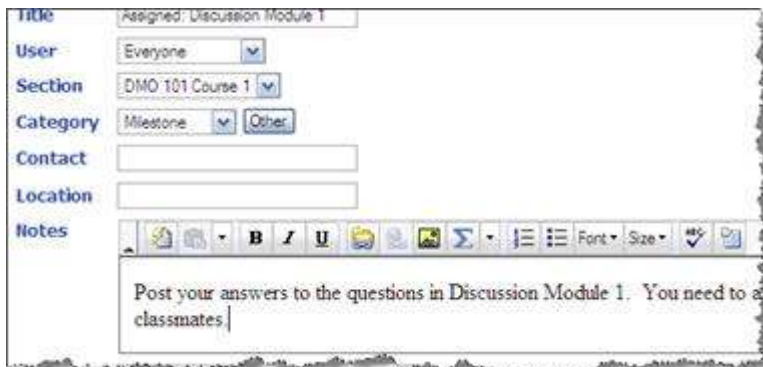 Title Assigned: Discussion Module 1
User Everyone
Section DMO 101 Course 1
Category Milestone Other
Contact
Location
Notes B I U Σ Font Size ABC
Post your answers to the questions in Discussion Module 1. You need to a
classmates.